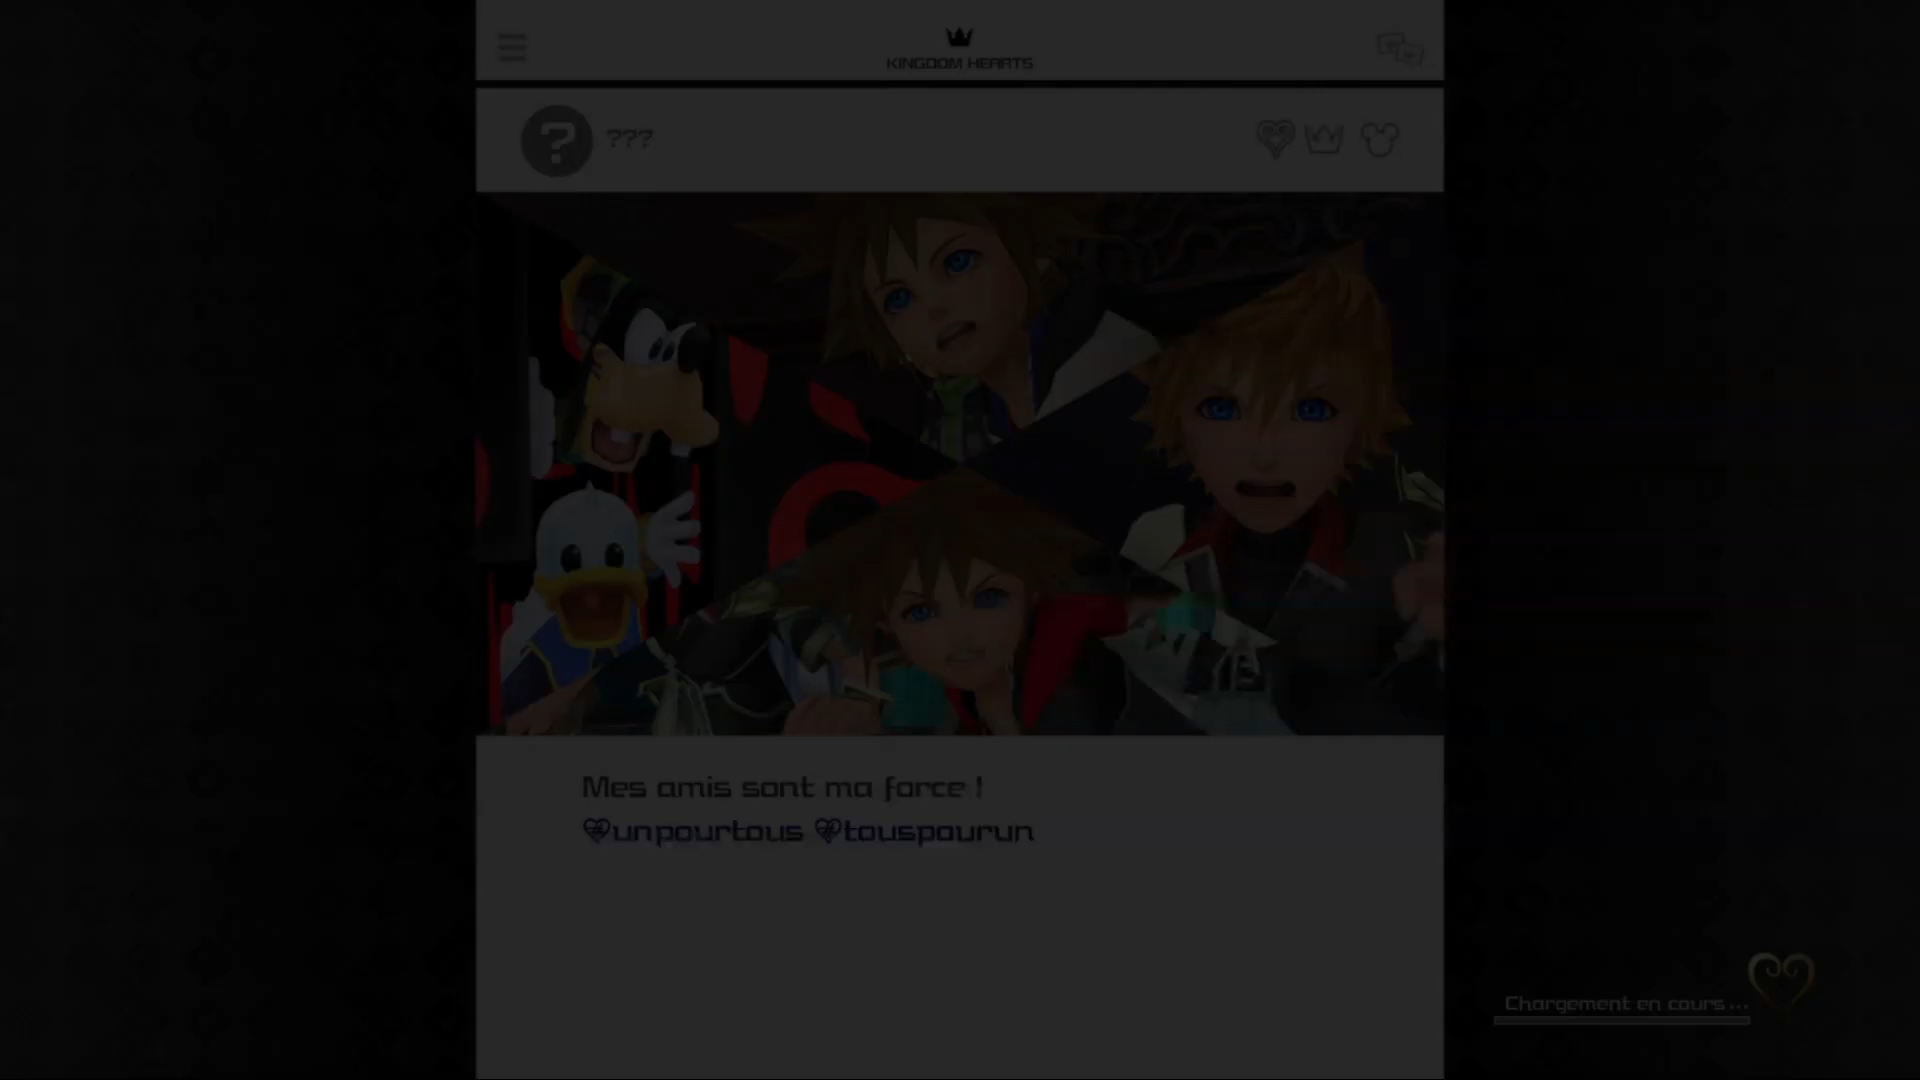 KINGDOM HEARTS
???
Mes amis sont ma force !
unpourtous touspourun
Chargement en cours...